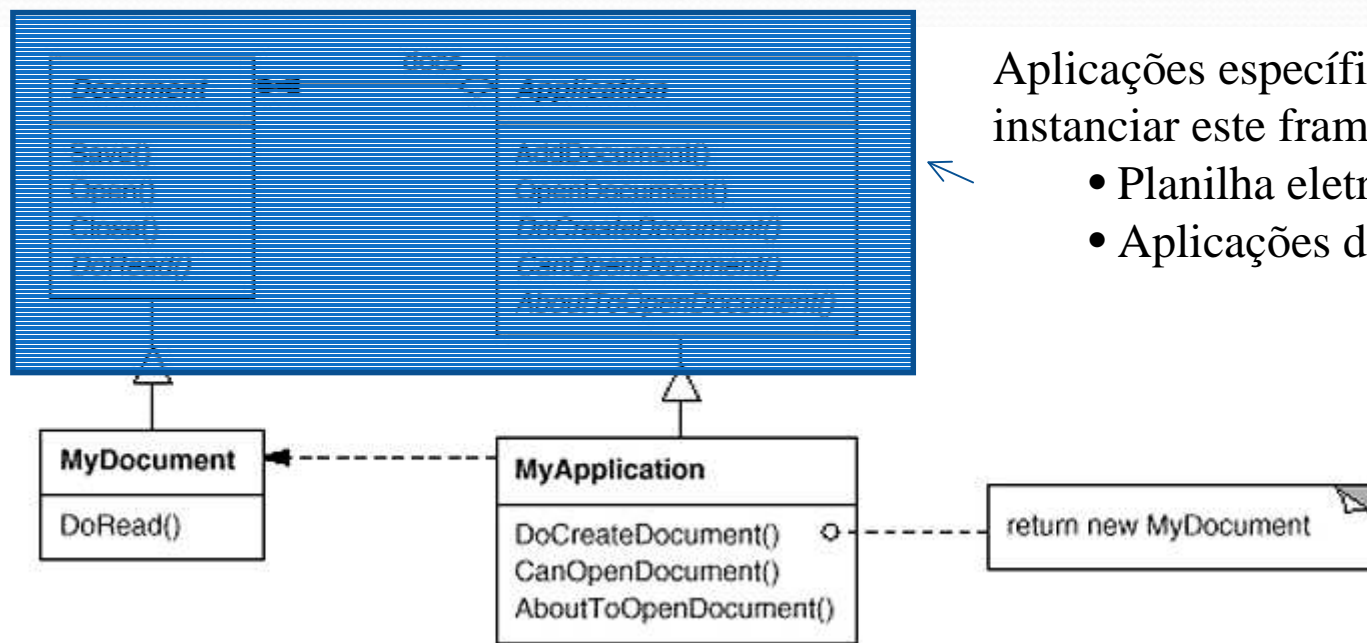 docs
Document
Save()
Open()
Close()
DoRead()
Application
AddDocument()
OpenDocument()
DoCreateDocument()
CanOpenDocument()
AboutToOpenDocument()
Aplicações específi
instanciar este fram
• Planilha eletr
• Aplicações d
MyDocument
DoRead()
MyApplication
DoCreateDocument()
CanOpenDocument()
AboutToOpenDocument()
return new MyDocument